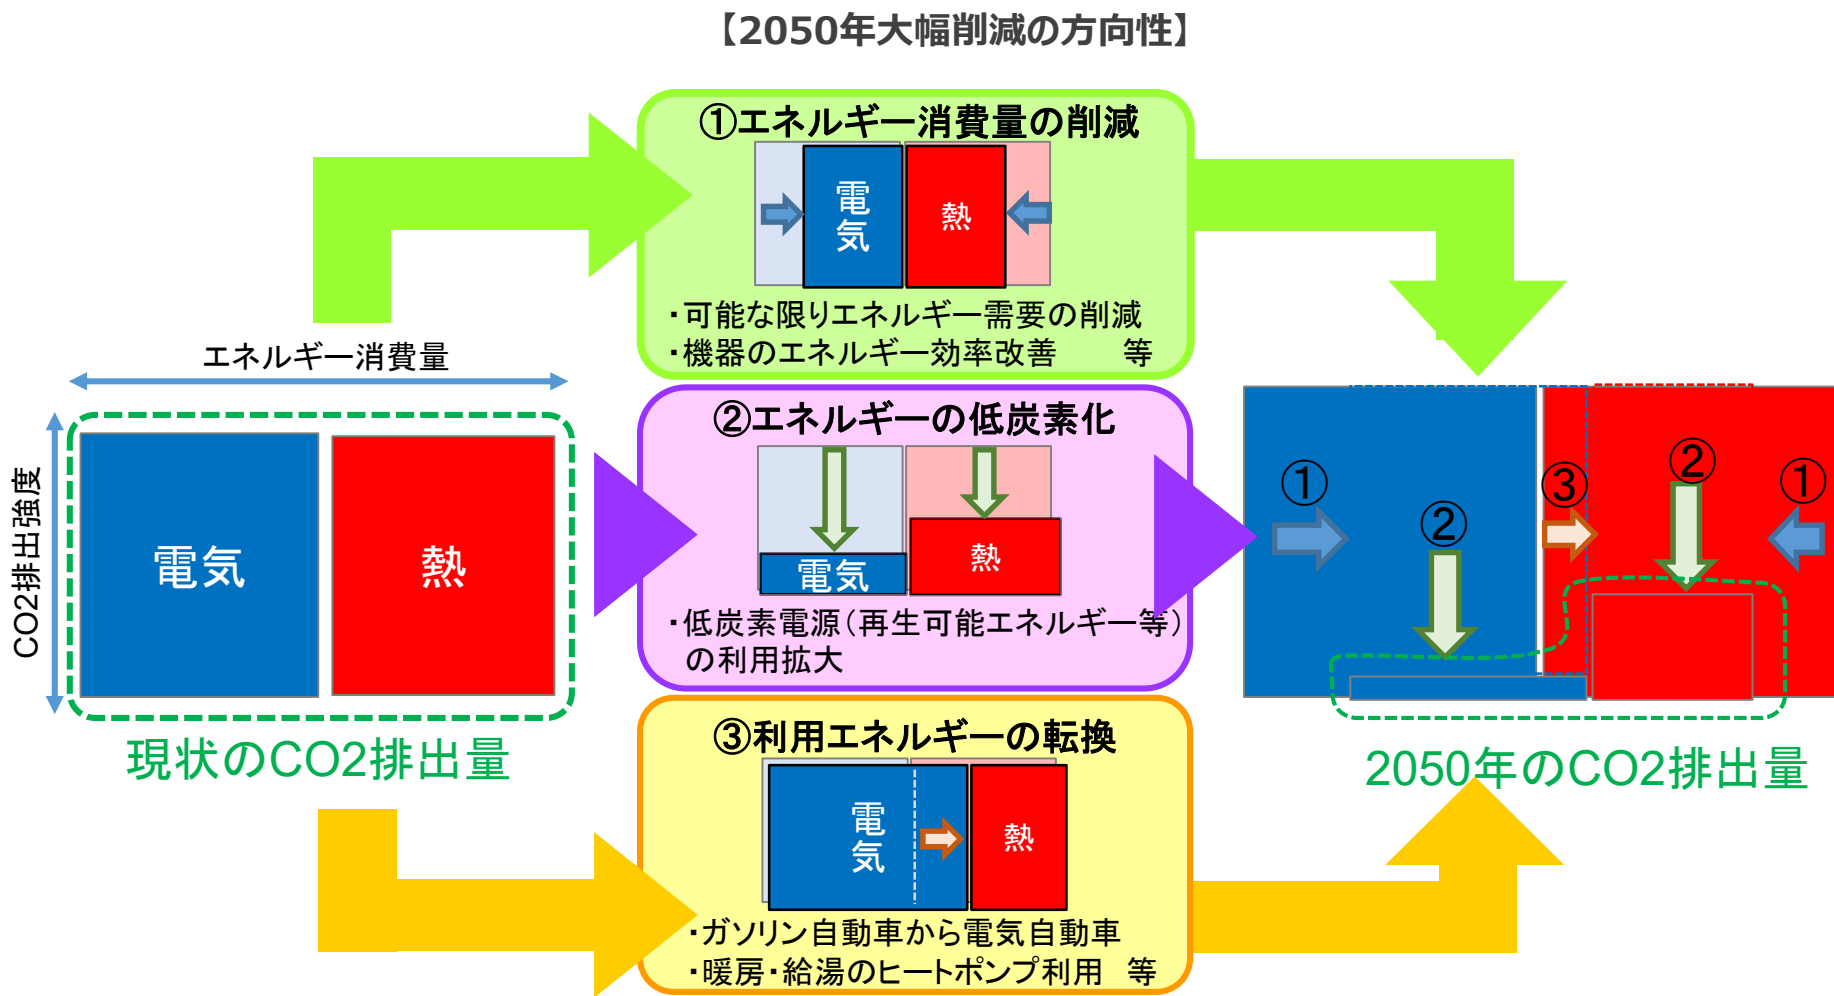 【2050年大幅削減の方向性】
①エネルギー消費量の削減
電気
熱
・可能な限りエネルギー需要の削減
・機器のエネルギー効率改善 等
エネルギー消費量
CO2排出強度
電気
熱
現状のCO2排出量
②エネルギーの低炭素化
電気
熱
・低炭素電源（再生可能エネルギー等）
の利用拡大
③利用エネルギーの転換
電気
熱
・ガソリン自動車から電気自動車
・暖房・給湯のヒートポンプ利用 等
①
②
③
②
①
2050年のCO2排出量